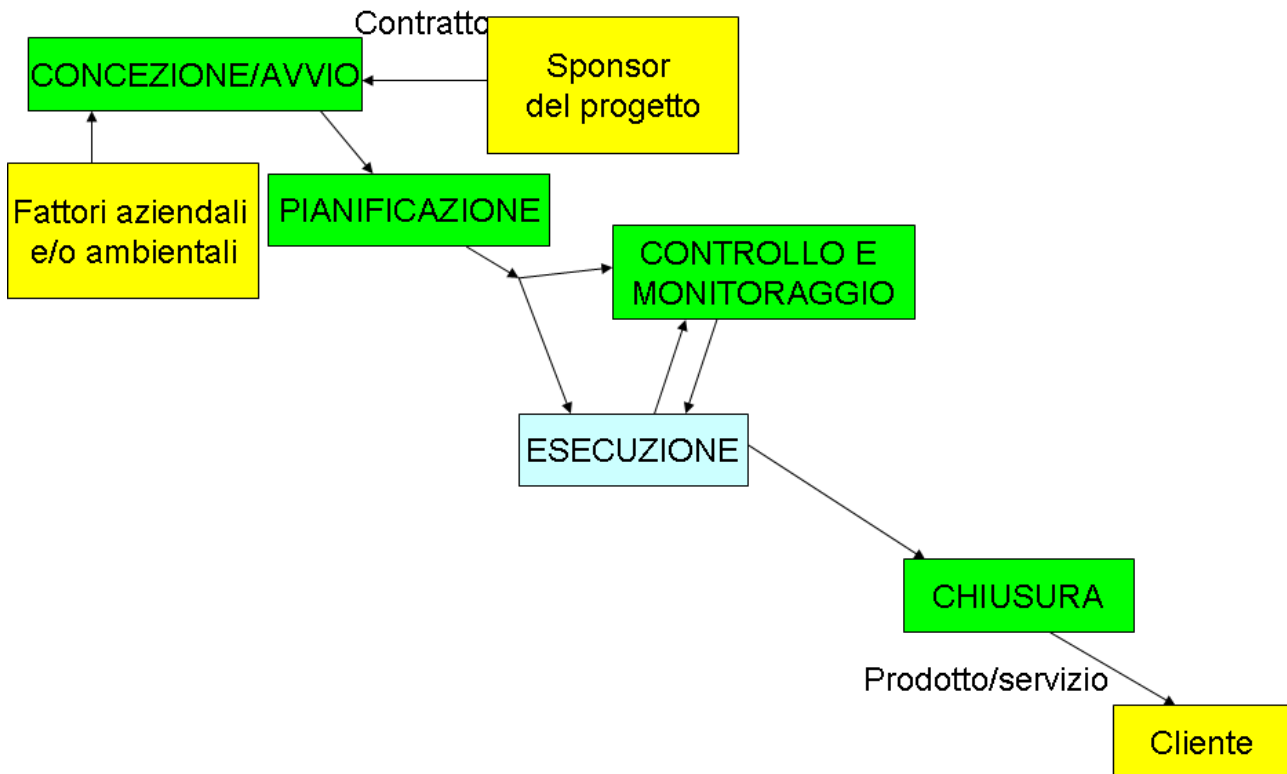 Contratto
CONCEZIONE/AVVIO
Sponsor
del progetto
Fattori aziendali
e/o ambientali
PIANIFICAZIONE
CONTROLLO E
MONITORAGGIO
ESECUZIONE
CHIUSURA
Prodotto/servizio
Cliente